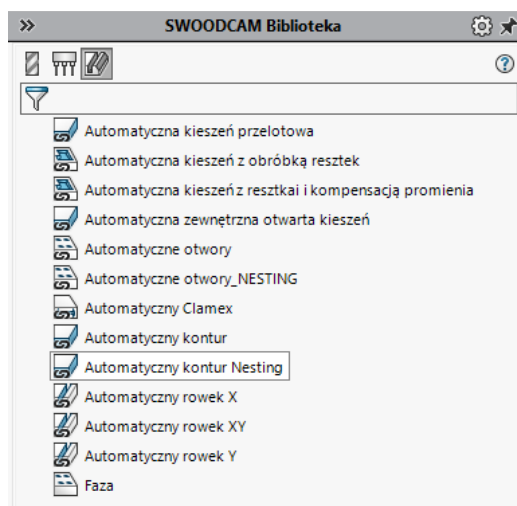 SWOODCAM Biblioteka
Automatyczna kieszeń przelotowa
Automatyczna kieszeń z obróbką resztek
Automatyczna kieszeń z resztkai i kompensacją promienia
Automatyczna zewnętrzna otwarta kieszeń
Automatyczne otwory
Automatyczne otwory_NESTING
Automatyczny Clamex
Automatyczny kontur
Automatyczny kontur Nesting
Automatyczny rowek X
Automatyczny rowek XY
Automatyczny rowek Y
Faza